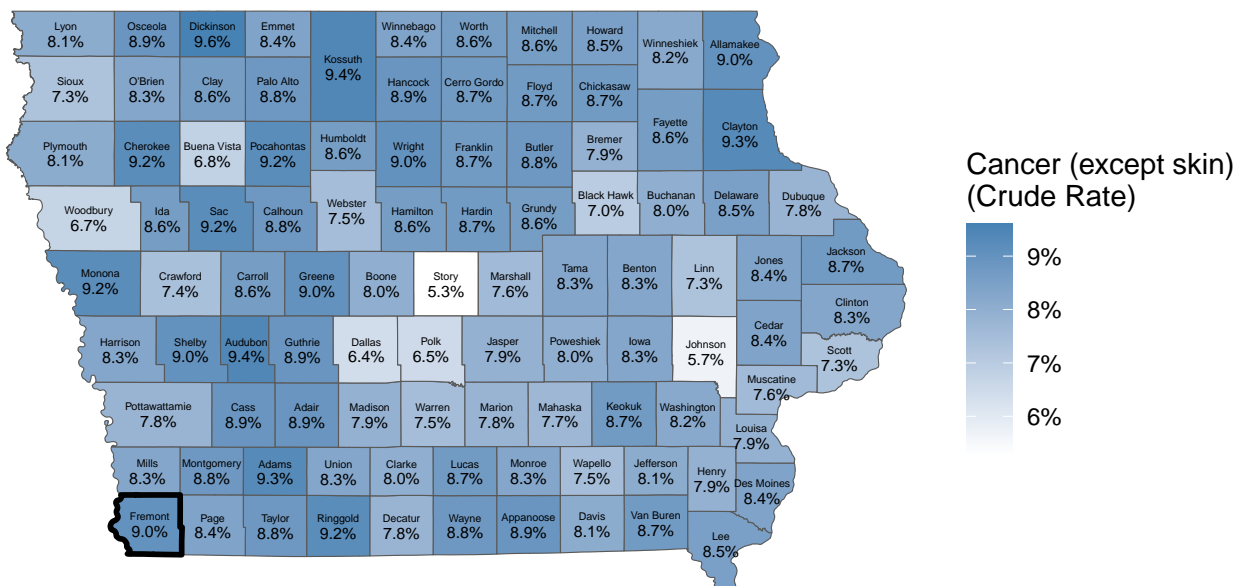 Lyon
8.1%
Osceola
8.9%
Dickinson
9.6%
Emmet
8.4%
Kossuth
9.4%
Winnebago
8.4%
Worth
8.6%
Mitchell
8.6%
Howard
8.5%
Winneshiek
8.2%
Allamakee
9.0%
Sioux
7.3%
O'Brien
8.3%
Clay
8.6%
Palo Alto
8.8%
Hancock
8.9%
Cerro Gordo
8.7%
Floyd
8.7%
Chickasaw
8.7%
Fayette
8.6%
Clayton
9.3%
Plymouth
8.1%
Cherokee
9.2%
Buena Vista
6.8%
Pocahontas
9.2%
Humboldt
8.6%
Wright
9.0%
Franklin
8.7%
Butler
8.8%
Bremer
7.9%
Woodbury
6.7%
Ida
8.6%
Sac
9.2%
Calhoun
8.8%
Webster
7.5%
Hamilton
8.6%
Hardin
8.7%
Grundy
8.6%
Black Hawk
7.0%
Buchanan
8.0%
Delaware
8.5%
Dubuque
7.8%
Monona
9.2%
Crawford
7.4%
Carroll
8.6%
Greene
9.0%
Boone
8.0%
Story
5.3%
Marshall
7.6%
Tama
8.3%
Benton
8.3%
Linn
7.3%
Jones
8.4%
Jackson
8.7%
Clinton
8.3%
Harrison
8.3%
Shelby
9.0%
Audubon
9.4%
Guthrie
8.9%
Dallas
6.4%
Polk
6.5%
Jasper
7.9%
Poweshiek
8.0%
Iowa
8.3%
Johnson
5.7%
Cedar
8.4%
Scott
7.3%
Muscatine
7.6%
Pottawattamie
7.8%
Cass
8.9%
Adair
8.9%
Madison
7.9%
Warren
7.5%
Marion
7.8%
Mahaska
7.7%
Keokuk
8.7%
Washington
8.2%
Louisa
7.9%
Mills
8.3%
Montgomery
8.8%
Adams
9.3%
Union
8.3%
Clarke
8.0%
Lucas
8.7%
Monroe
8.3%
Wapello
7.5%
Jefferson
8.1%
Henry
7.9%
Des Moines
8.4%
Fremont
9.0%
Page
8.4%
Taylor
8.8%
Ringgold
9.2%
Decatur
7.8%
Wayne
8.8%
Appanoose
8.9%
Davis
8.1%
Van Buren
8.7%
Lee
8.5%
Cancer (except skin)
(Crude Rate)
9%
8%
7%
6%